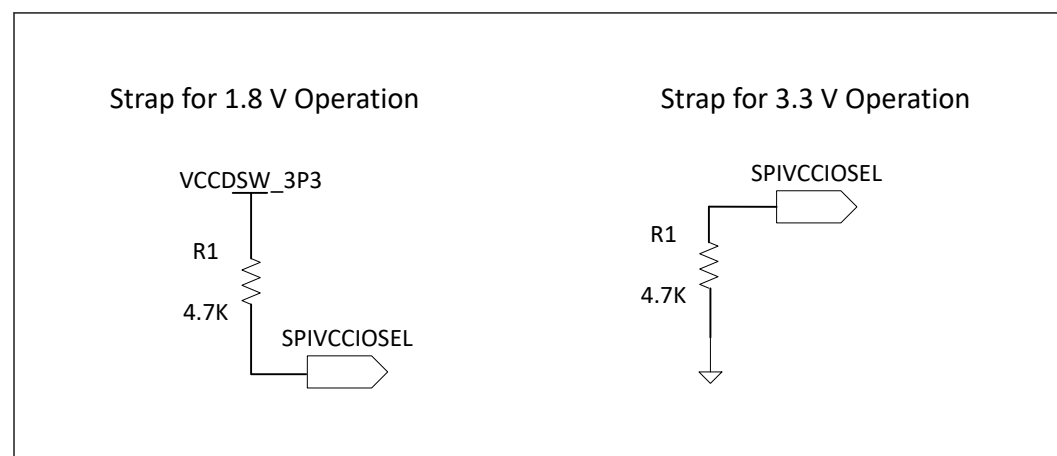 Strap for 1.8 V Operation
VCCDSW_3P3
R1
4.7K
SPIVCCIOSEL
Strap for 3.3 V Operation
SPIVCCIOSEL
R1
4.7K